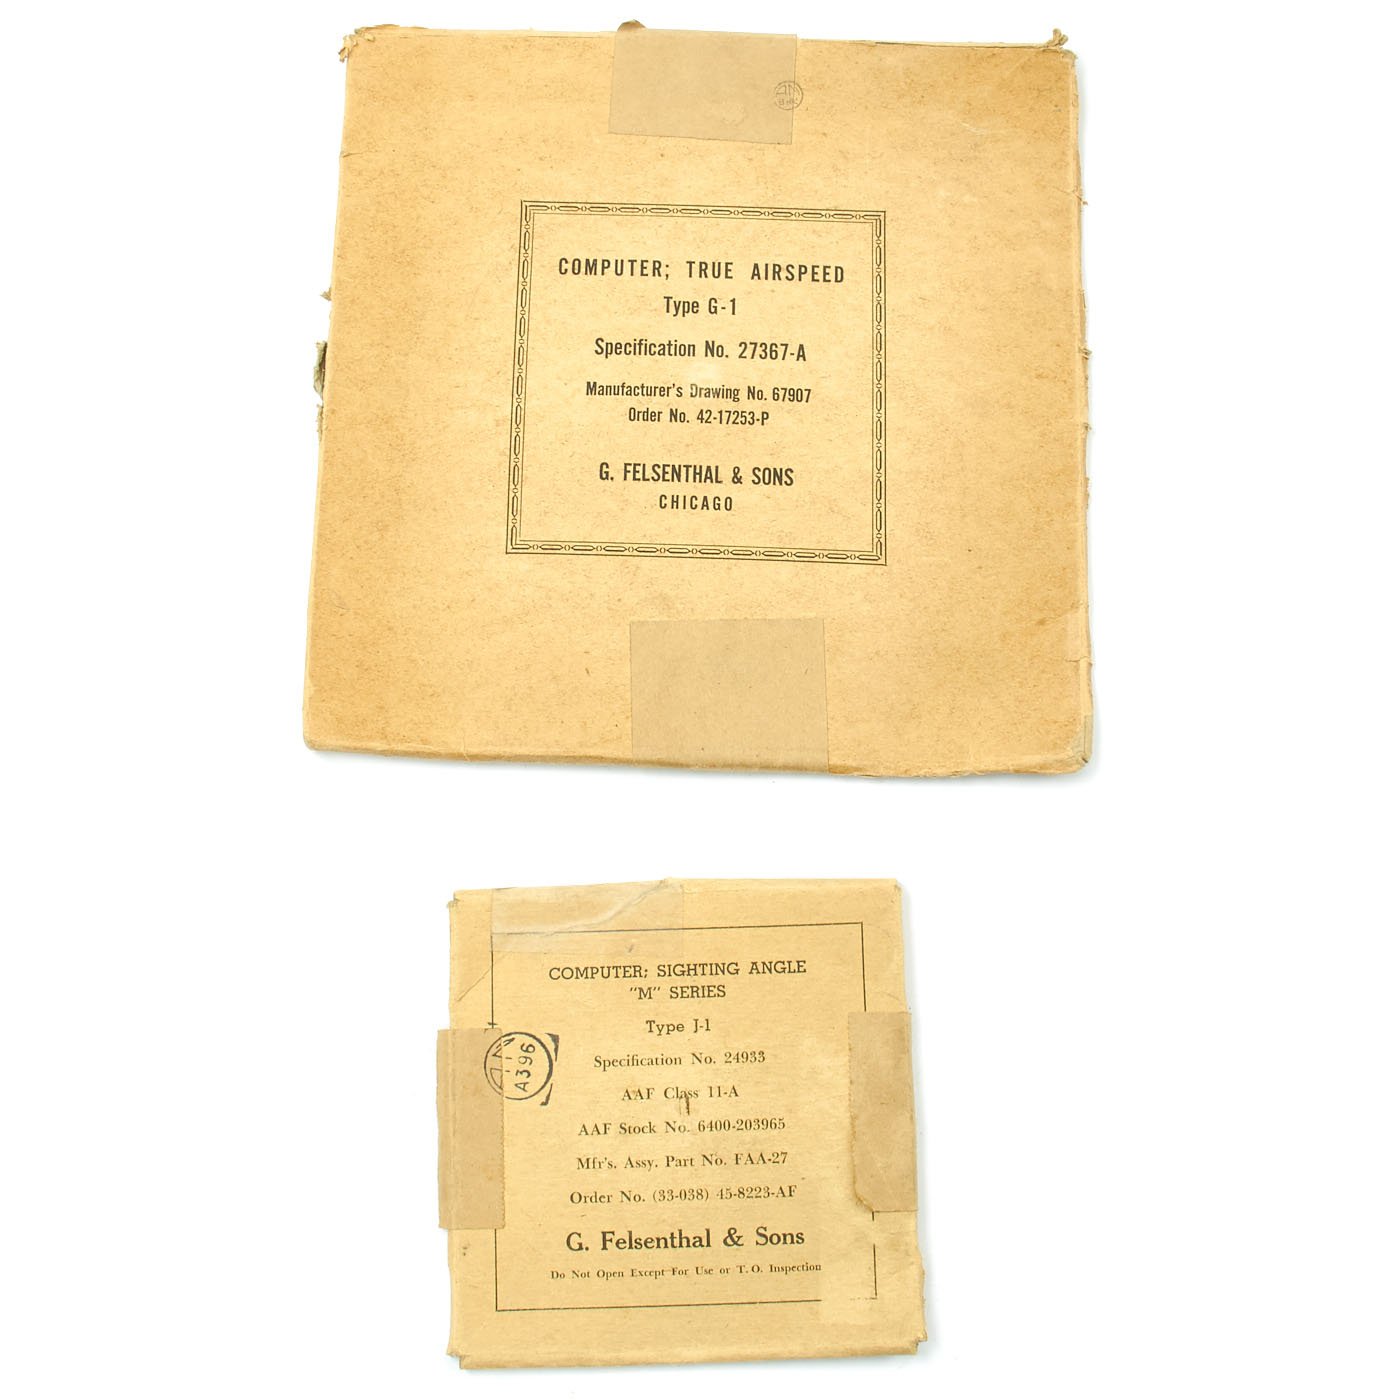 AM
COMPUTER; TRUE AIRSPEED
Type G-1
Specification No. 27367-A
Manufacturer's Drawing No. 67907
Order No. 42-17253-P
G. FELSENTHAL & SONS
CHICAGO
COMPUTER; SIGHTING ANGLE
"M" SERIES
Type J-1
Specification No. 24933
A396
AAF Class 11-A
AAF Stock No. 6400-203965
Mfr's. Assy. Part No. FAA-27
Order No. (33-038) 45-8223-AF
G. Felsenthal & Sons
Do Not Open Except For Use or T.O. Inspection